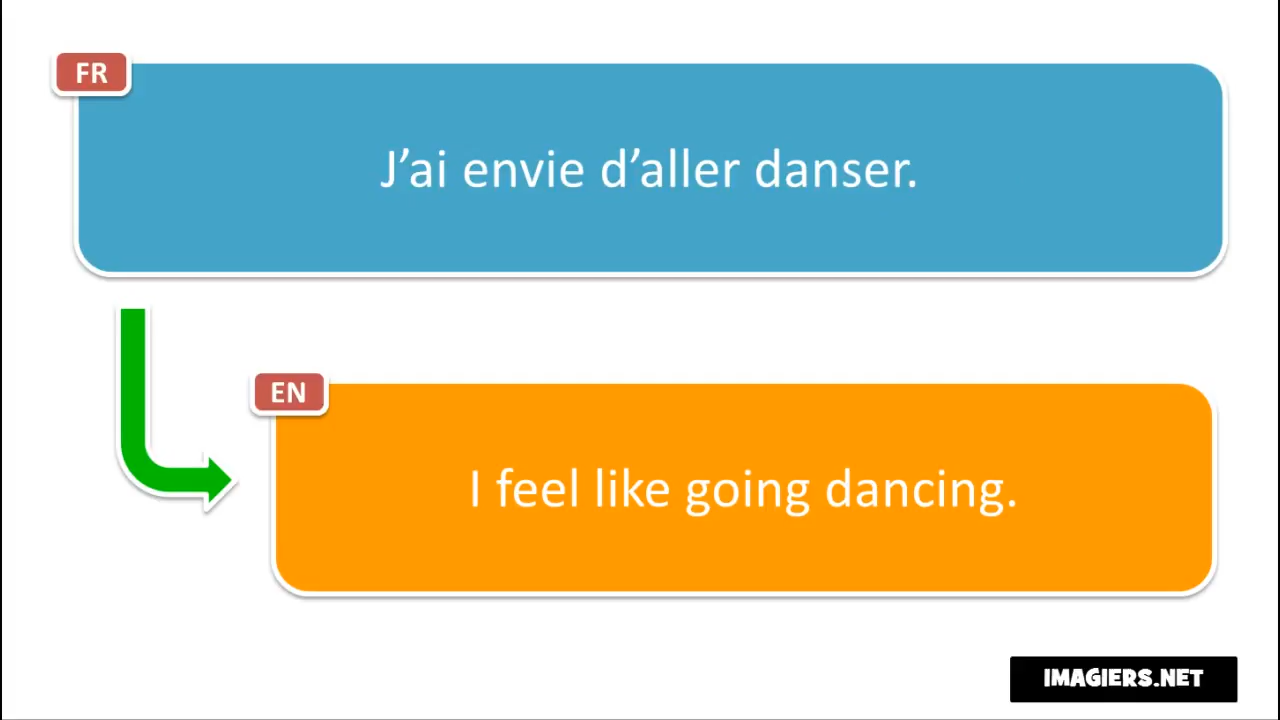 FR
J’ai envie d’aller danser.
EN
I feel like going dancing.
IMAGIERS.NET